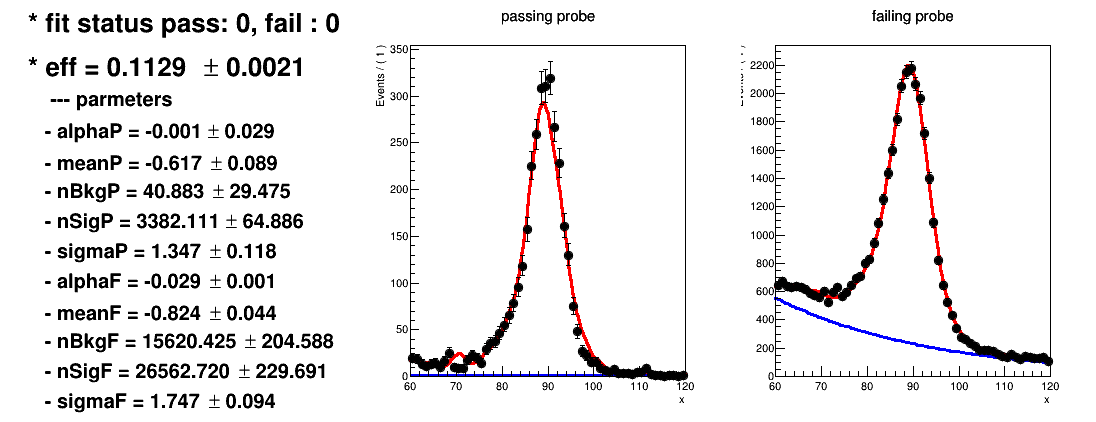 * fit status pass: 0, fail : 0
* eff = 0.1129 ± 0.0021
--- parmeters
- alphaP = -0.001 ± 0.029
- meanP = -0.617 ± 0.089
- nBkgP = 40.883 ± 29.475
- nSigP = 3382.111 ± 64.886
- sigmaP = 1.347 ± 0.118
- alphaF = -0.029 ± 0.001
- meanF = -0.824 ± 0.044
- nBkgF = 15620.425 ± 204.588
- nSigF = 26562.720 ± 229.691
- sigmaF = 1.747 ± 0.094
passing probe
Events / ( 1 )
350
300
250
200
150
100
50
0
60 70 80 90 100 110 120
x
failing probe
2200
2000
1800
1600
1400
1200
1000
800
600
400
200
0
60 70 80 90 100 110 120
x